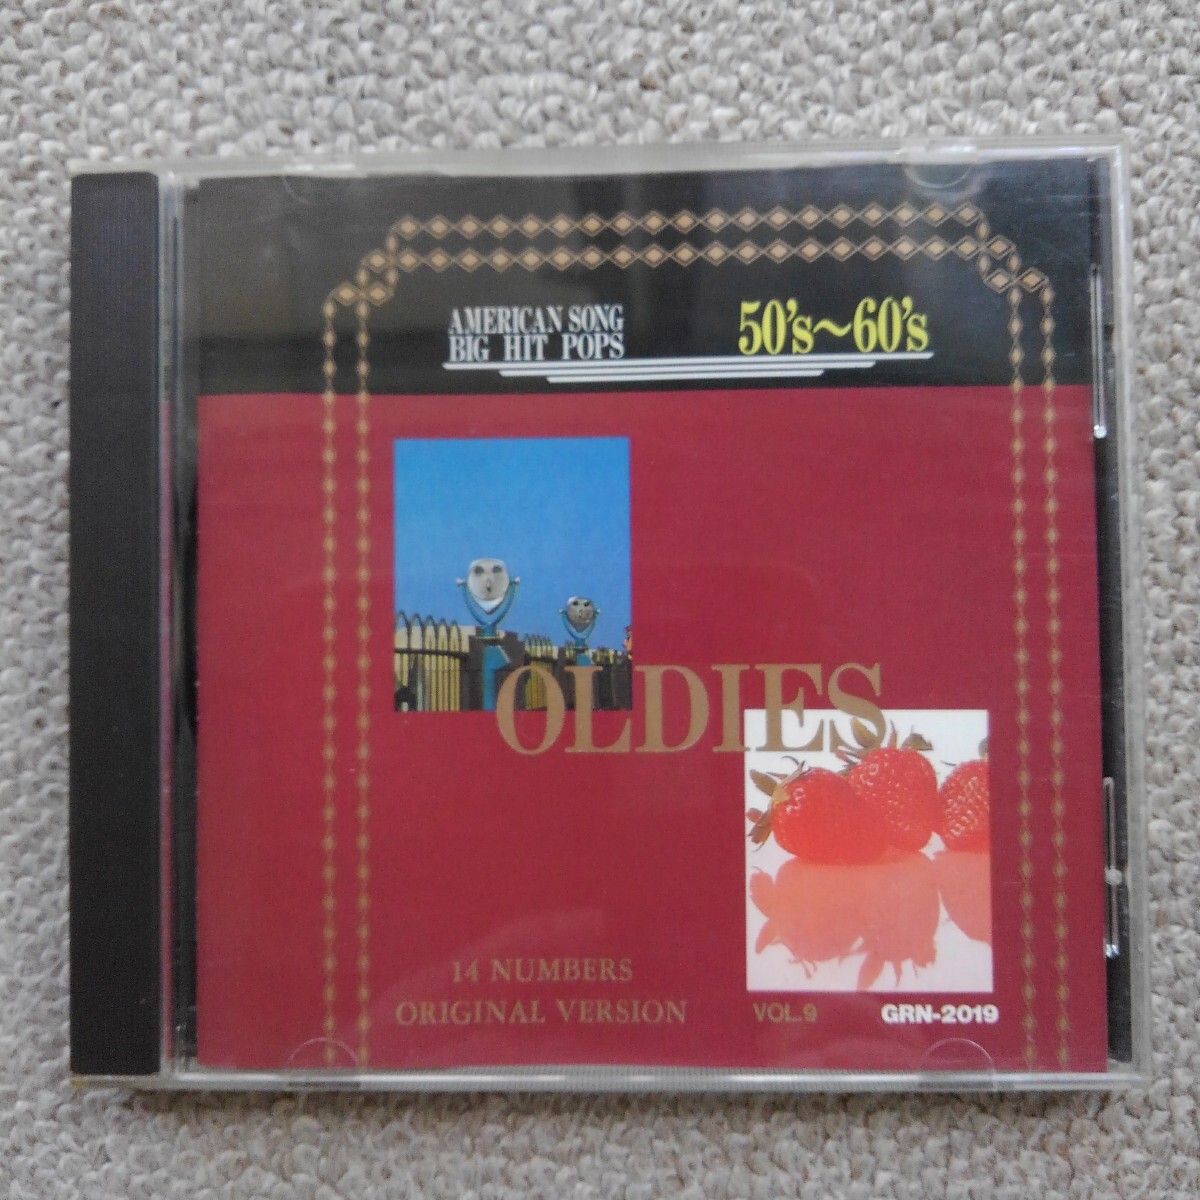 AMERICAN SONG
BIG HIT POPS
50's~60's
OLDIES
14 NUMBERS
ORIGINAL VERSION
VOL.9
GRN-2019